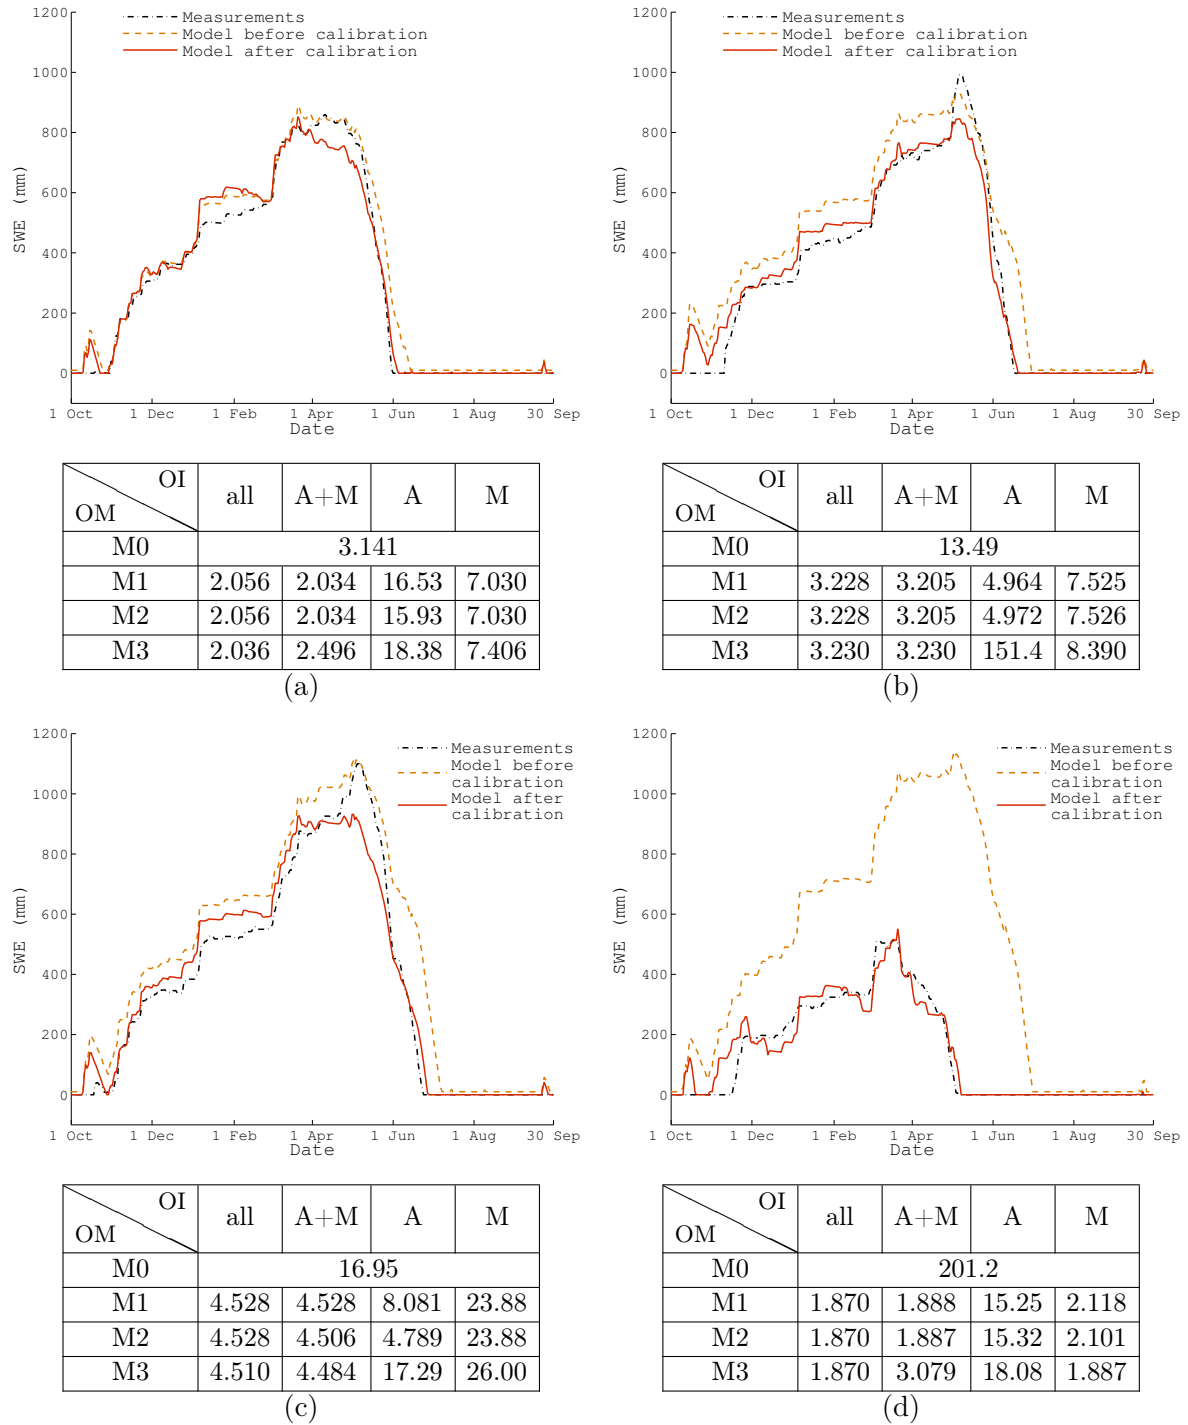 Measurements
Model before calibration
Model after calibration
1200
1000
800
600
400
200
0
SWE (mm)
1 Oct 1 Dec 1 Feb 1 Apr 1 Jun 1 Aug 30 Sep
Date
OI
OM
all A+M A M
M0 3.141
M1 2.056 2.034 16.53 7.030
M2 2.056 2.034 15.93 7.030
M3 2.036 2.496 18.38 7.406
(a)
Measurements
Model before calibration
Model after calibration
1200
1000
800
600
400
200
0
SWE (mm)
1 Oct 1 Dec 1 Feb 1 Apr 1 Jun 1 Aug 30 Sep
Date
OI
OM
all A+M A M
M0 13.49
M1 3.228 3.205 4.964 7.525
M2 3.228 3.205 4.972 7.526
M3 3.230 3.230 151.4 8.390
(b)
Measurements
Model before
calibration
Model after
calibration
1200
1000
800
600
400
200
0
SWE (mm)
1 Oct 1 Dec 1 Feb 1 Apr 1 Jun 1 Aug 30 Sep
Date
OI
OM
all A+M A M
M0 16.95
M1 4.528 4.528 8.081 23.88
M2 4.528 4.506 4.789 23.88
M3 4.510 4.484 17.29 26.00
(c)
Measurements
Model before
calibration
Model after
calibration
1200
1000
800
600
400
200
0
SWE (mm)
1 Oct 1 Dec 1 Feb 1 Apr 1 Jun 1 Aug 30 Sep
Date
OI
OM
all A+M A M
M0 201.2
M1 1.870 1.888 15.25 2.118
M2 1.870 1.887 15.32 2.101
M3 1.870 3.079 18.08 1.887
(d)